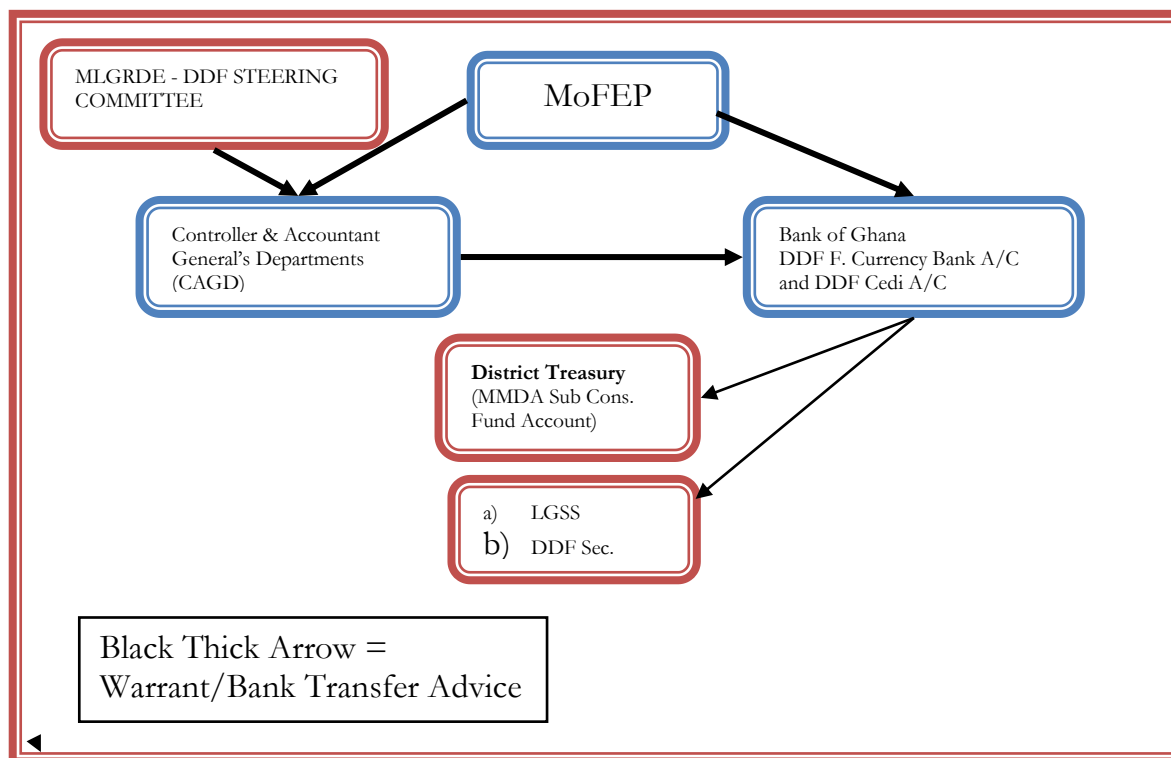 MLGRDE - DDF STEERING
COMMITTEE
MoFEP
Controller & Accountant
General's Departments
(CAGD)
Bank of Ghana
DDF F. Currency Bank A/C
and DDF Cedi A/C
District Treasury
(MMDA Sub Cons.
Fund Account)
a) LGSS
b) DDF Sec.
Black Thick Arrow =
Warrant/Bank Transfer Advice